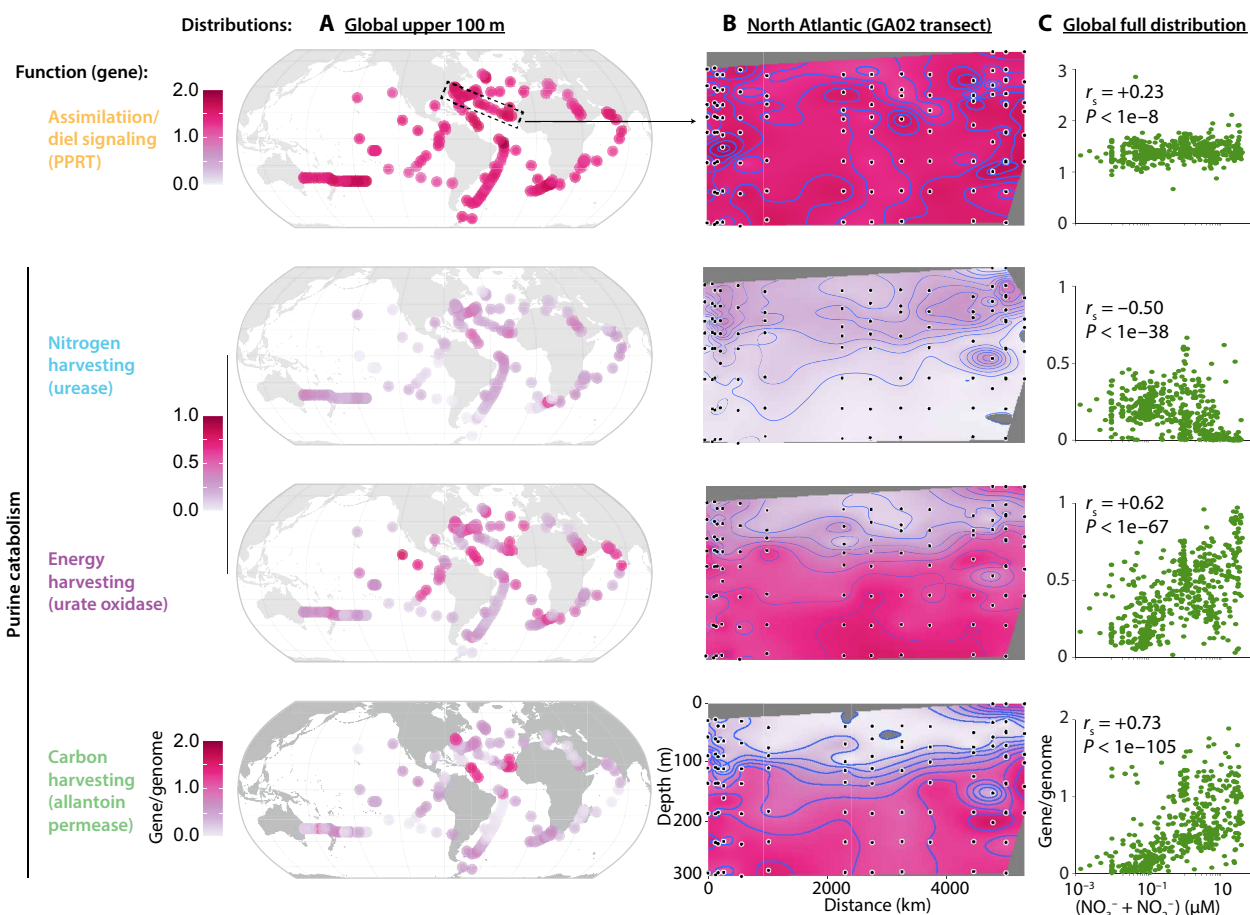 Distributions: A Global upper 100 m B North Atlantic (GA02 transect) C Global full distribution
Function (gene):
Assimilation/
diel signaling
(PPRT)
2.0
1.0
0.0
3
2
1
0
rs = +0.23
P < 1e−8
Purine catabolism
Nitrogen
harvesting
(urease)
1.0
0.5
0.0
1
0.5
0
rs = −0.50
P < 1e−38
Energy
harvesting
(urate oxidase)
1
0.5
0
rs = +0.62
P < 1e−67
Carbon
harvesting
(allantoin
permease)
Gene/genome
2.0
1.0
0.0
Depth (m)
0
100
200
300
0 2000 4000
Distance (km)
Gene/genome
2
1
0
rs = +0.73
P < 1e−105
10−3 10−1 10
(NO3− + NO2−) (μM)